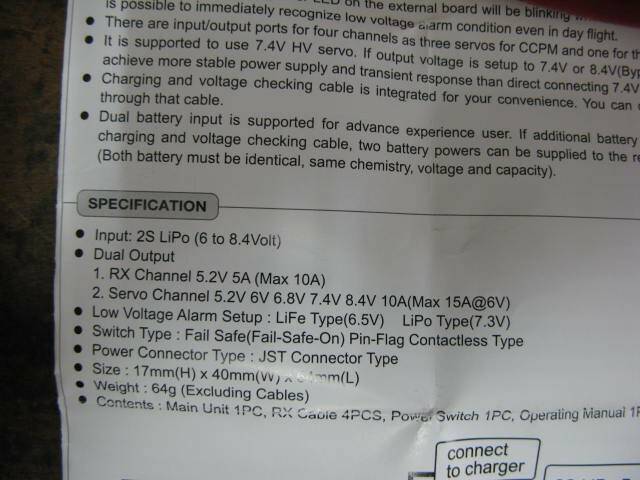 on the external board will be blinking
is possible to immediately recognize low voltage alarm condition even in day flight.
● There are input/output ports for four channels as three servos for CCPM and one for
● It is supported to use 7.4V HV servo. If output voltage is setup to 7.4V or 8.4V(Byp
achieve more stable power supply and transient response than direct connecting 7.4V
● Charging and voltage checking cable is integrated for your convenience. You can
through that cable.
● Dual battery input is supported for advance experience user. If additional battery
charging and voltage checking cable, two battery powers can be supplied to the re
(Both battery must be identical, same chemistry, voltage and capacity).
SPECIFICATION
● Input: 2S LiPo (6 to 8.4Volt)
● Dual Output
1. RX Channel 5.2V 5A (Max 10A)
2. Servo Channel 5.2V 6V 6.8V 7.4V 8.4V 10A(Max 15A@6V)
● Low Voltage Alarm Setup : LiFe Type(6.5V) LiPo Type(7.3V)
● Switch Type : Fail Safe(Fail-Safe-On) Pin-Flag Contactless Type
● Power Connector Type : JST Connector Type
● Size : 17mm(H) x 40mm(W) x
● Weight : 64g (Excluding Cables)
● Contents : Main Unit 1PC, RX Cable 4PCS, Power Switch 1PC, Operating Manual
connect
to charger